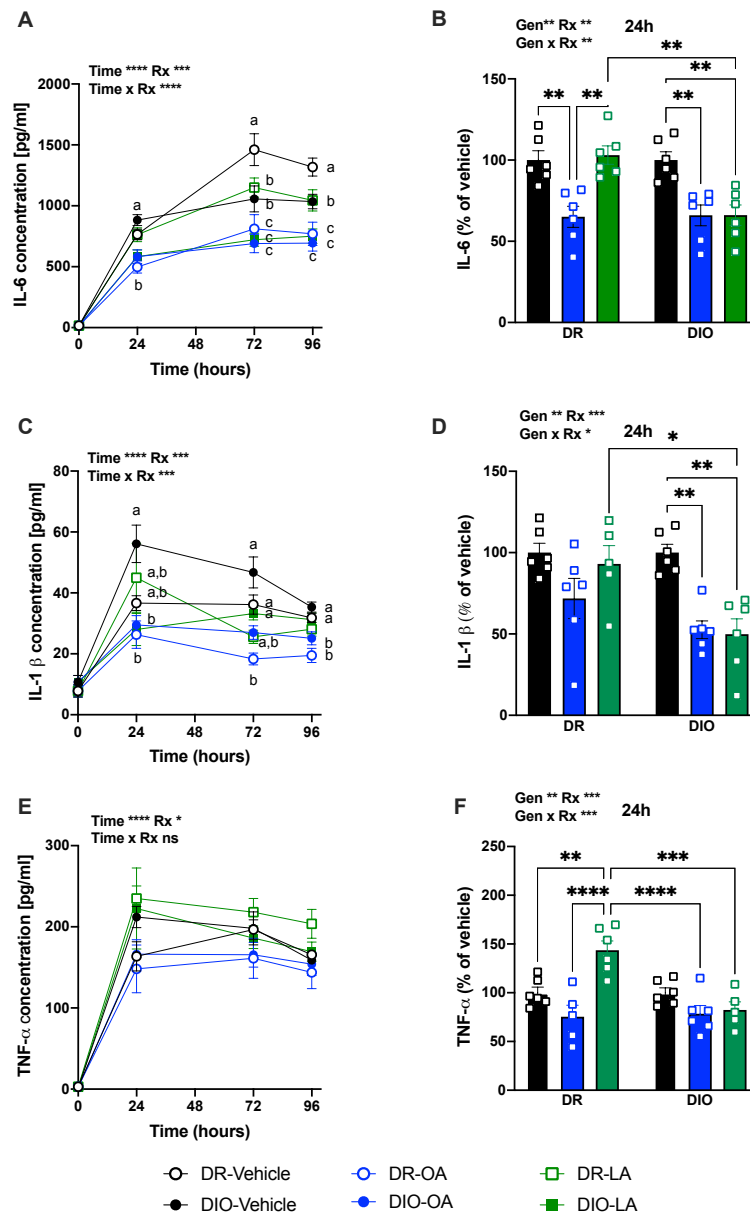 A
Time **** Rx ***
Time x Rx ****
IL-6 concentration [pg/ml]
2000
1500
1000
500
0
a
a
a
b
b
b
c
c
c
c
b
0 24 48 72 96
Time (hours)
B
Gen** Rx **
Gen x Rx **
24h
IL-6 (% of vehicle)
150
100
50
0
**
**
**
**
**
DR DIO
C
Time **** Rx ***
Time x Rx ***
IL-1 β concentration [pg/ml]
80
60
40
20
0
a
a
a,b
a,b
a
a
a
b
a,b
b
b
b
b
0 24 48 72 96
Time (hours)
D
Gen ** Rx ***
Gen x Rx *
24h
IL-1 β (% of vehicle)
150
100
50
0
*
**
**
DR DIO
E
Time **** Rx *
Time x Rx ns
TNF-α concentration [pg/ml]
300
200
100
0
0 24 48 72 96
Time (hours)
F
Gen ** Rx ***
Gen x Rx ***
24h
TNF-α (% of vehicle)
250
200
150
100
50
0
**
***
****
****
DR DIO
DR-Vehicle DR-OA DR-LA
DIO-Vehicle DIO-OA DIO-LA